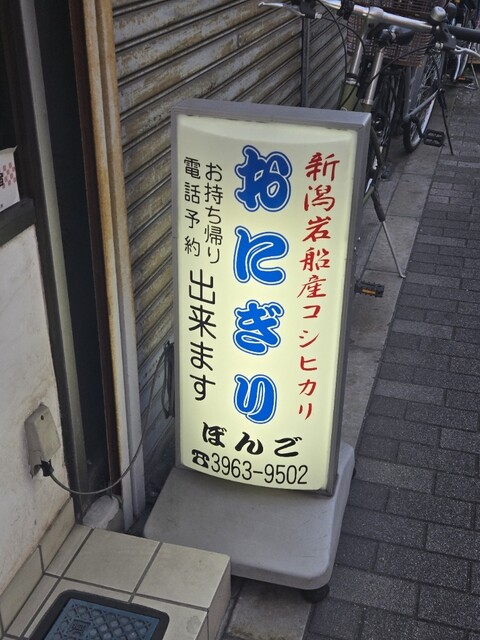 新潟岩船産コシヒカリ
おにぎり
お持ち帰り
電話予約
出来ます
ぼんご
☎3963-9502